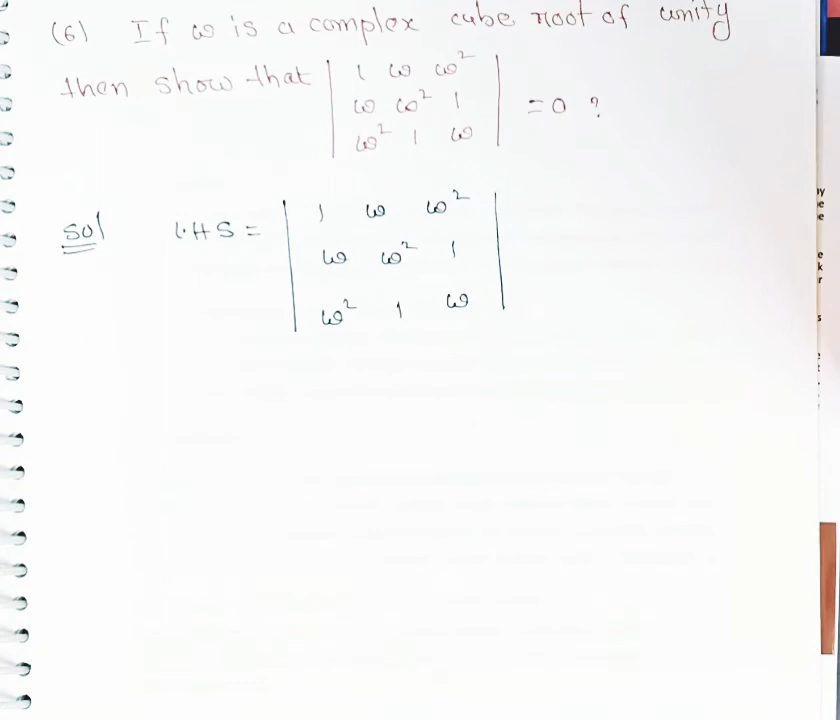 (6) If ω is a complex cube root of unity
then show that | 1 ω ω² |
| ω ω² 1 | = 0 ?
| ω² 1 ω |
Sol L.H.S = | 1 ω ω² |
| ω ω² 1 |
| ω² 1 ω |